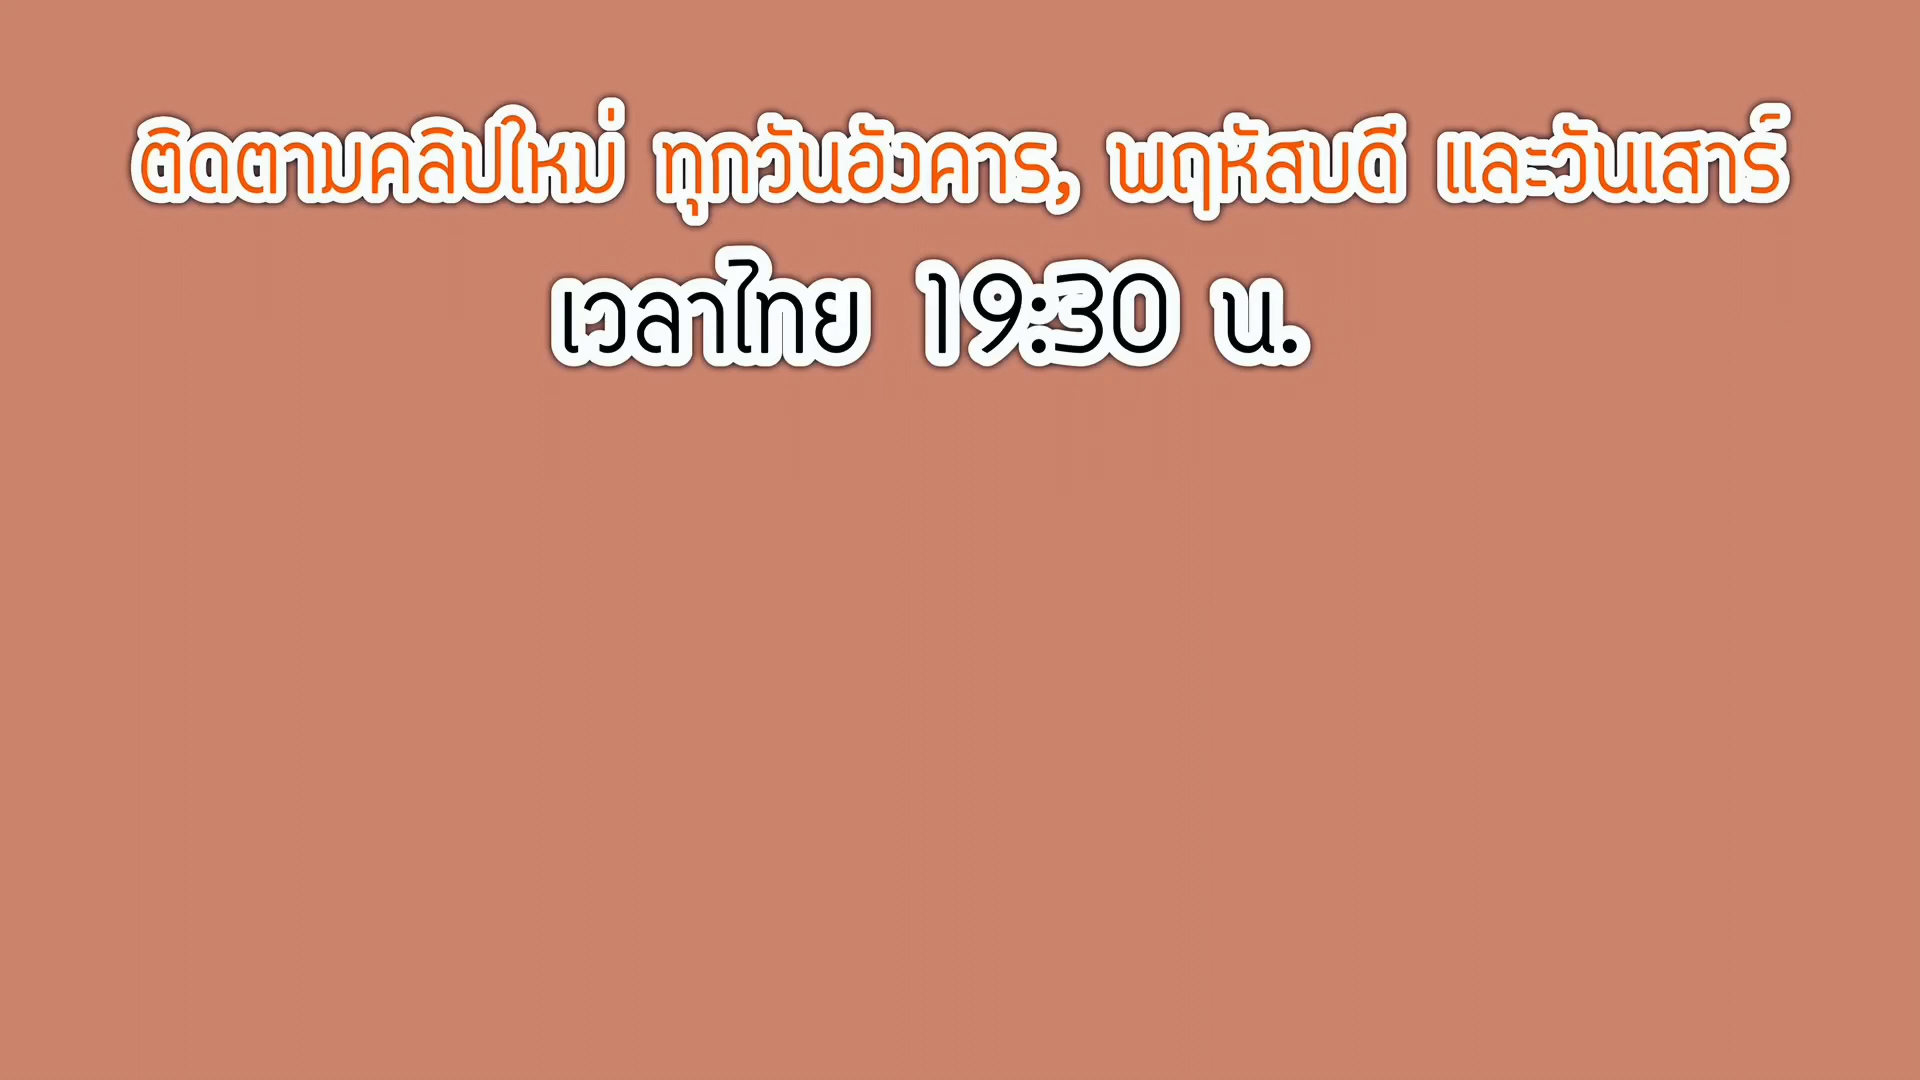 ติดตามคลิปใหม่ ทุกวันอังคาร, พฤหัสบดี และวันเสาร์
เวลาไทย 19:30 น.